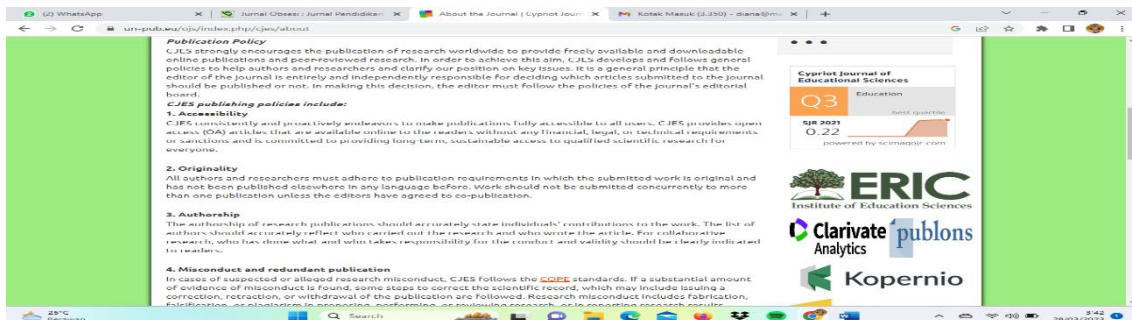 (2) WhatsApp
Jurnal Obsesi : Jurnal Pendidikan
About the Journal | Cypriot Journ
Kotak Masuk (3.350) - diana@m
un-pub.eu/ojs/index.php/cjes/about
Publication Policy
CJES strongly encourages the publication of research worldwide to provide freely available and downloadable
online publications and peer-reviewed research. In order to achieve this aim, CJES develops and follows general
policies to help authors and researchers and clarify our position on key issues. It is a general principle that the
editor of the journal is entirely and independently responsible for deciding which articles submitted to the journal
should be published or not. In making this decision, the editor must follow the policies of the journal's editorial
board.
CJES publishing policies include:
1. Accessibility
CJES consistently and proactively endeavors to make publications fully accessible to all users. CJES provides open
access (OA) articles that are available online to the readers without any financial, legal, or technical requirements
or sanctions and is committed to providing long-term, sustainable access to qualified scientific research for
everyone.
2. Originality
All authors and researchers must adhere to publication requirements in which the submitted work is original and
has not been published elsewhere in any language before. Work should not be submitted concurrently to more
than one publication unless the editors have agreed to co-publication.
3. Authorship
The authorship of research publications should accurately state individuals' contributions to the work. The list of
authors should accurately reflect who carried out the research and who wrote the article. For collaborative
research, who has done what and who takes responsibility for the conduct and validity should be clearly indicated
to readers.
4. Misconduct and redundant publication
In cases of suspected or alleged research misconduct, CJES follows the COPE standards. If a substantial amount
of evidence of misconduct is found, some steps to correct the scientific record, which may include issuing a
correction, retraction, or withdrawal of the publication are followed. Research misconduct includes fabrication,
falsification, or plagiarism in proposing, performing, or reviewing research, or in reporting research results.
Cypriot Journal of
Educational Sciences
Q3
Education
best quartile
SJR 2021
0.22
powered by scimagojr.com
ERIC
Institute of Education Sciences
Clarivate
Analytics
publons
Kopernio
25°C
Berawan
Search
3:42
28/03/2023